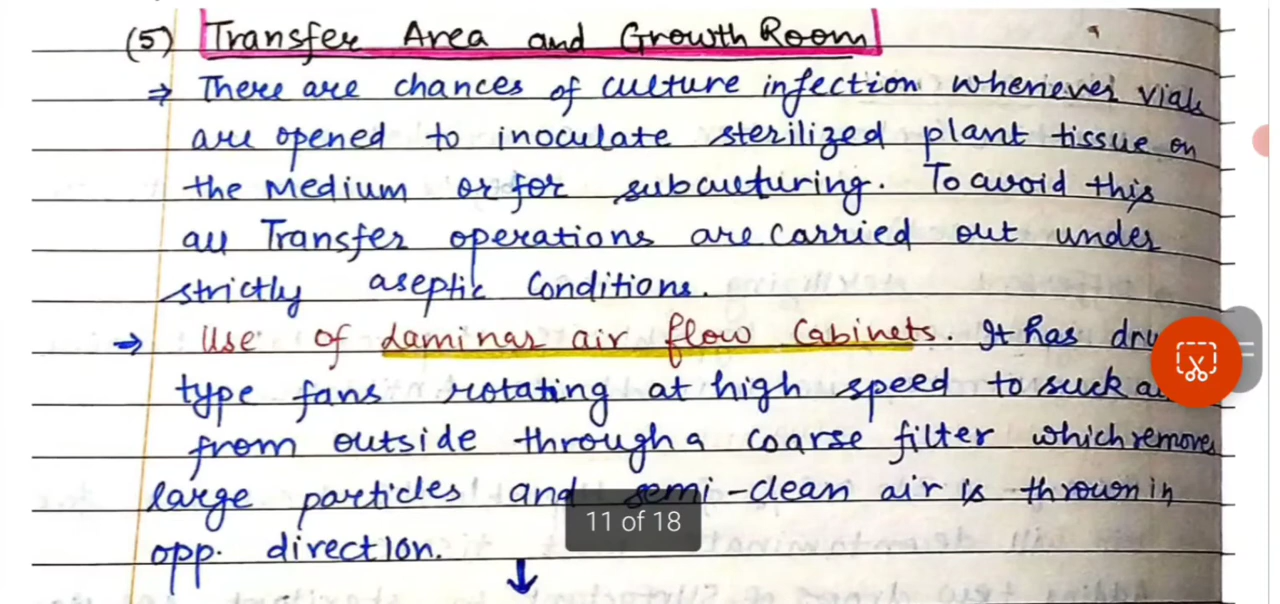 (5) Transfer Area and Growth Room
→ There are chances of culture infection whenever vials
are opened to inoculate sterilized plant tissue on
the Medium or for subculturing. To avoid this
all Transfer operations are carried out under
strictly aseptic Conditions.
→ Use of Laminar air flow Cabinets. It has
type fans rotating at high speed to suck
from outside through a coarse filter which removes
large particles and semi-clean air is thrown in
opp. direction.
↓
11 of 18